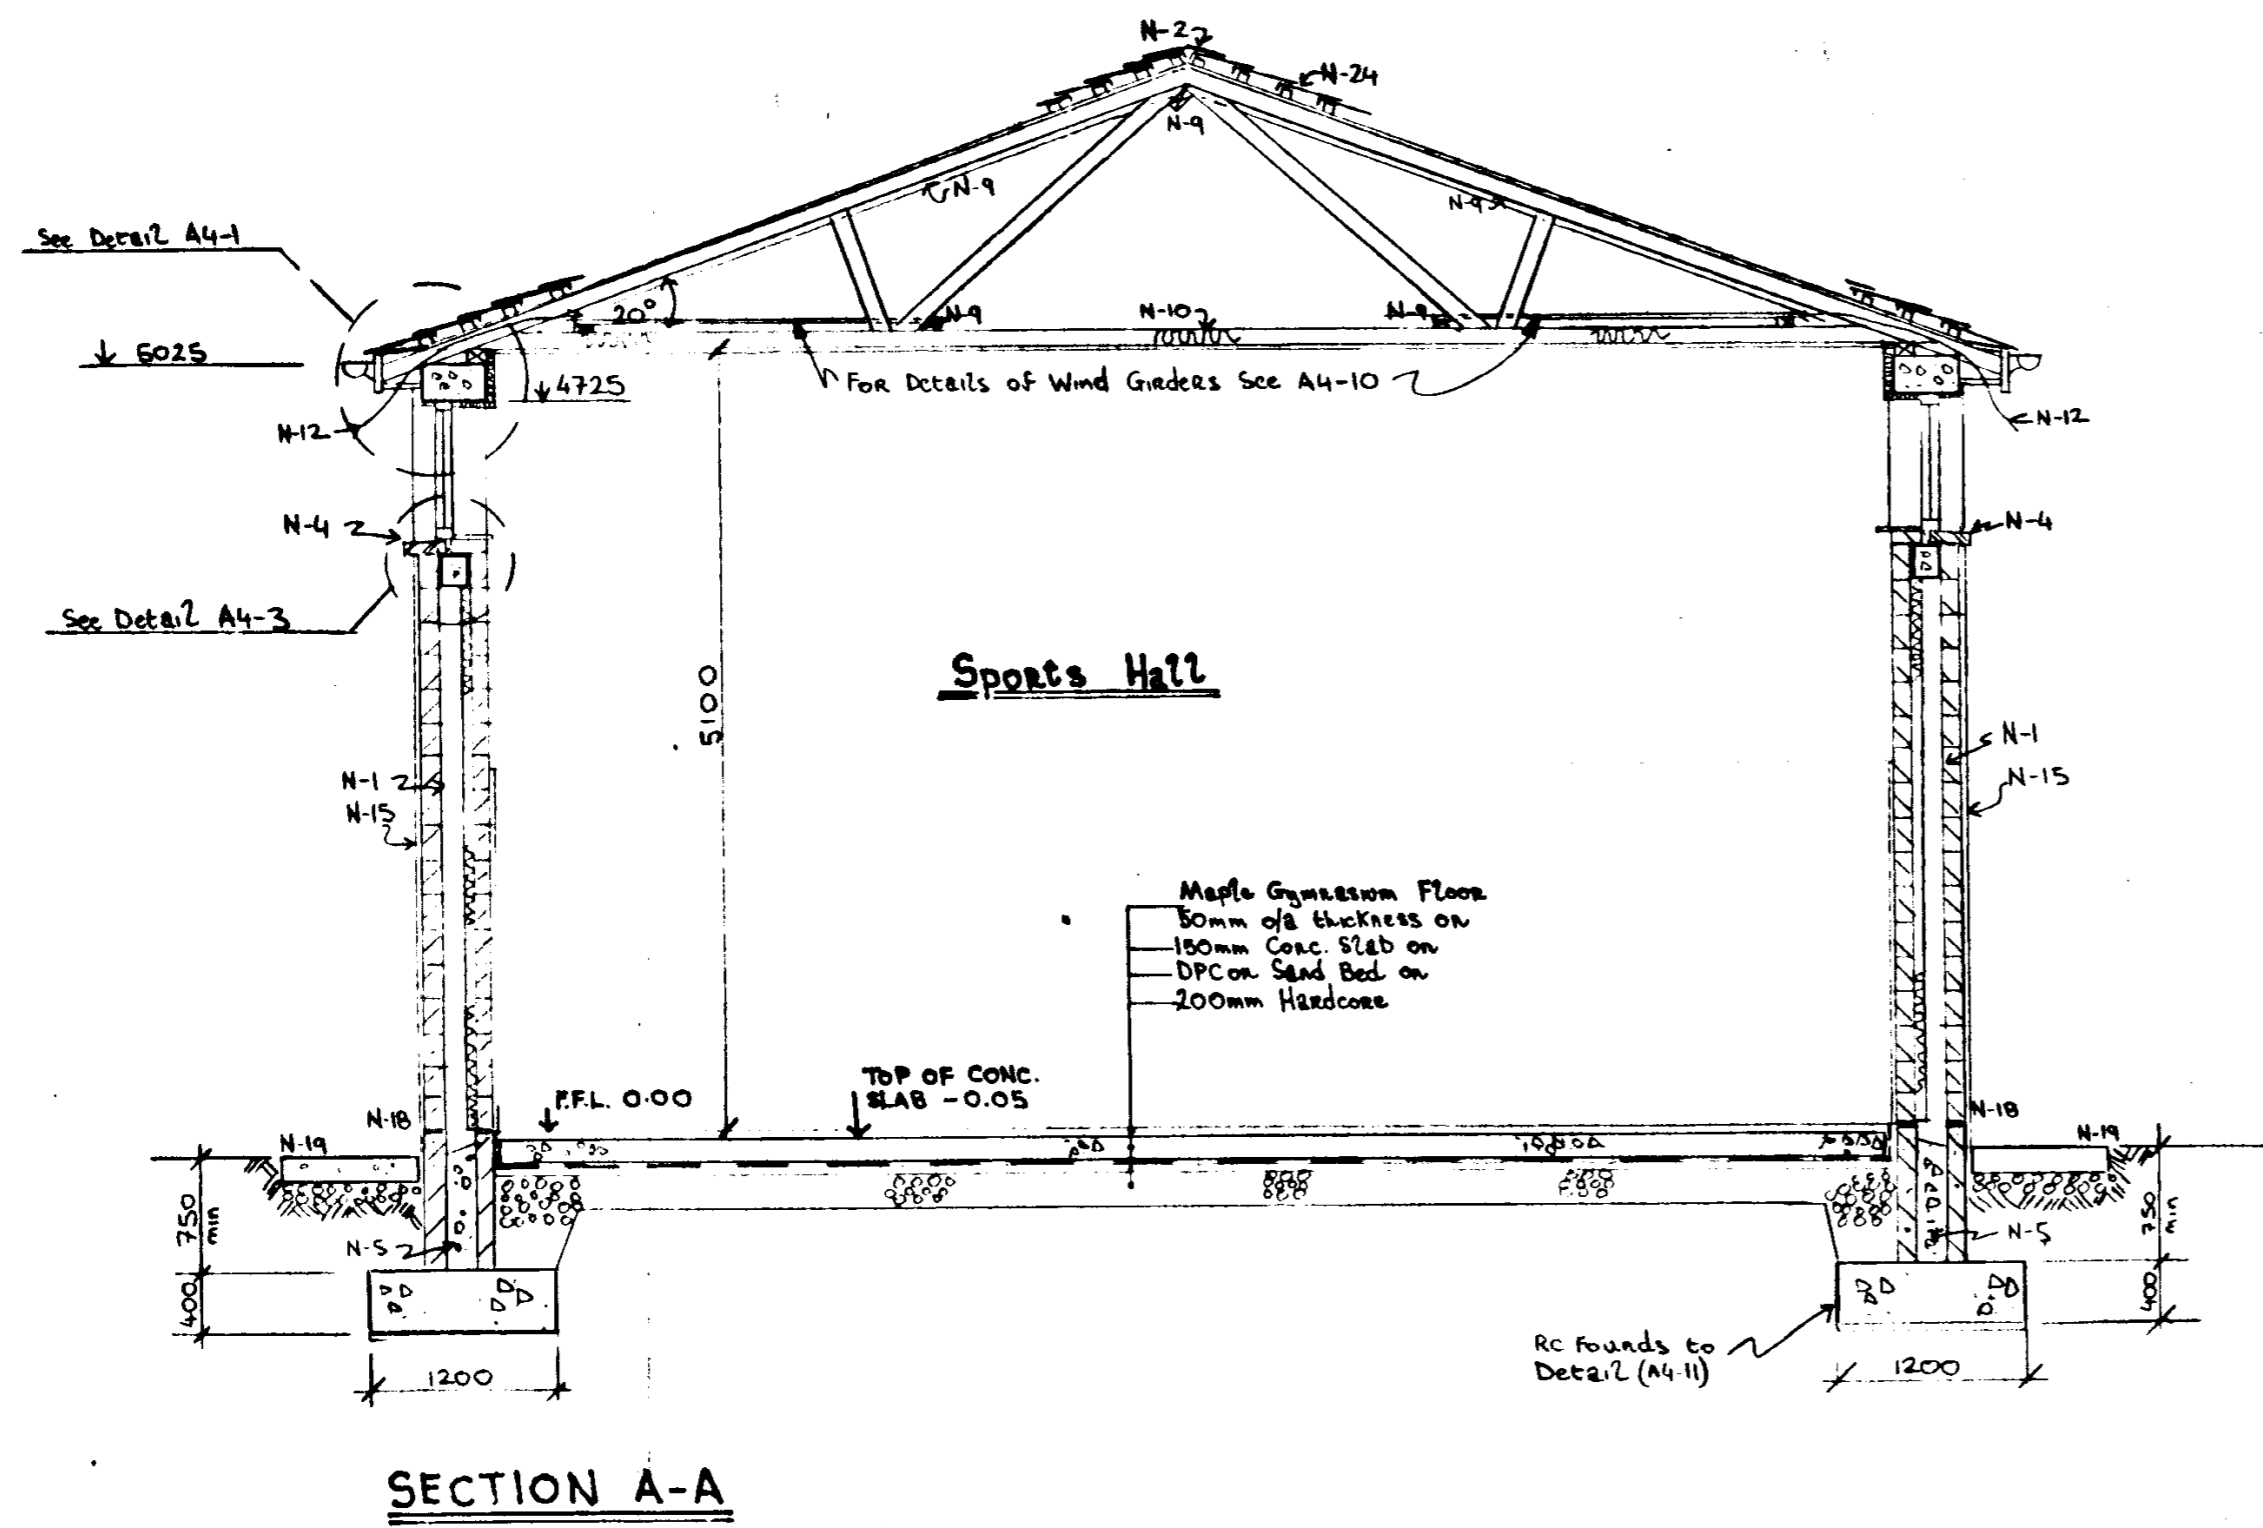 N-2
N-24
N-9
N-9
N-9
See Detail A4-1
20°
N-9
N-10
N-9
5025
4725
For Details of Wind Girders See A4-10
N-12
N-12
N-4
N-4
See Detail A4-3
Sports Hall
5100
N-1
N-15
N-1
N-15
Maple Gymnasium Floor
50mm o/a thickness on
150mm Conc. Slab on
DPC on Sand Bed on
200mm Hardcore
F.F.L. 0.00
TOP OF CONC.
SLAB -0.05
N-18
N-19
N-18
N-19
750
min
400
N-5
N-5
750
min
400
1200
RC Founds to
Detail (A4-11)
1200
SECTION A-A